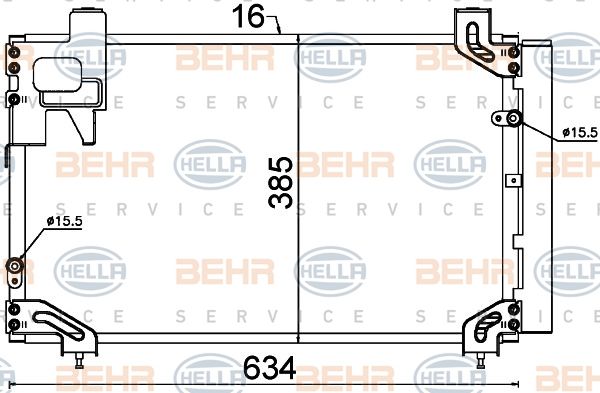 16
BEHR HELLA BEHR HELLA BEHR
SERVICE SERVICE SERVICE
ø15.5
BEHR HELLA BEHR HELLA BEHR
385
SERVICE SERVICE SERVICE
ø15.5
HELLA BEHR HELLA BEHR HELLA
SERVICE SERVICE SERVICE
634
BEHR HELLA BEHR HELLA BEHR